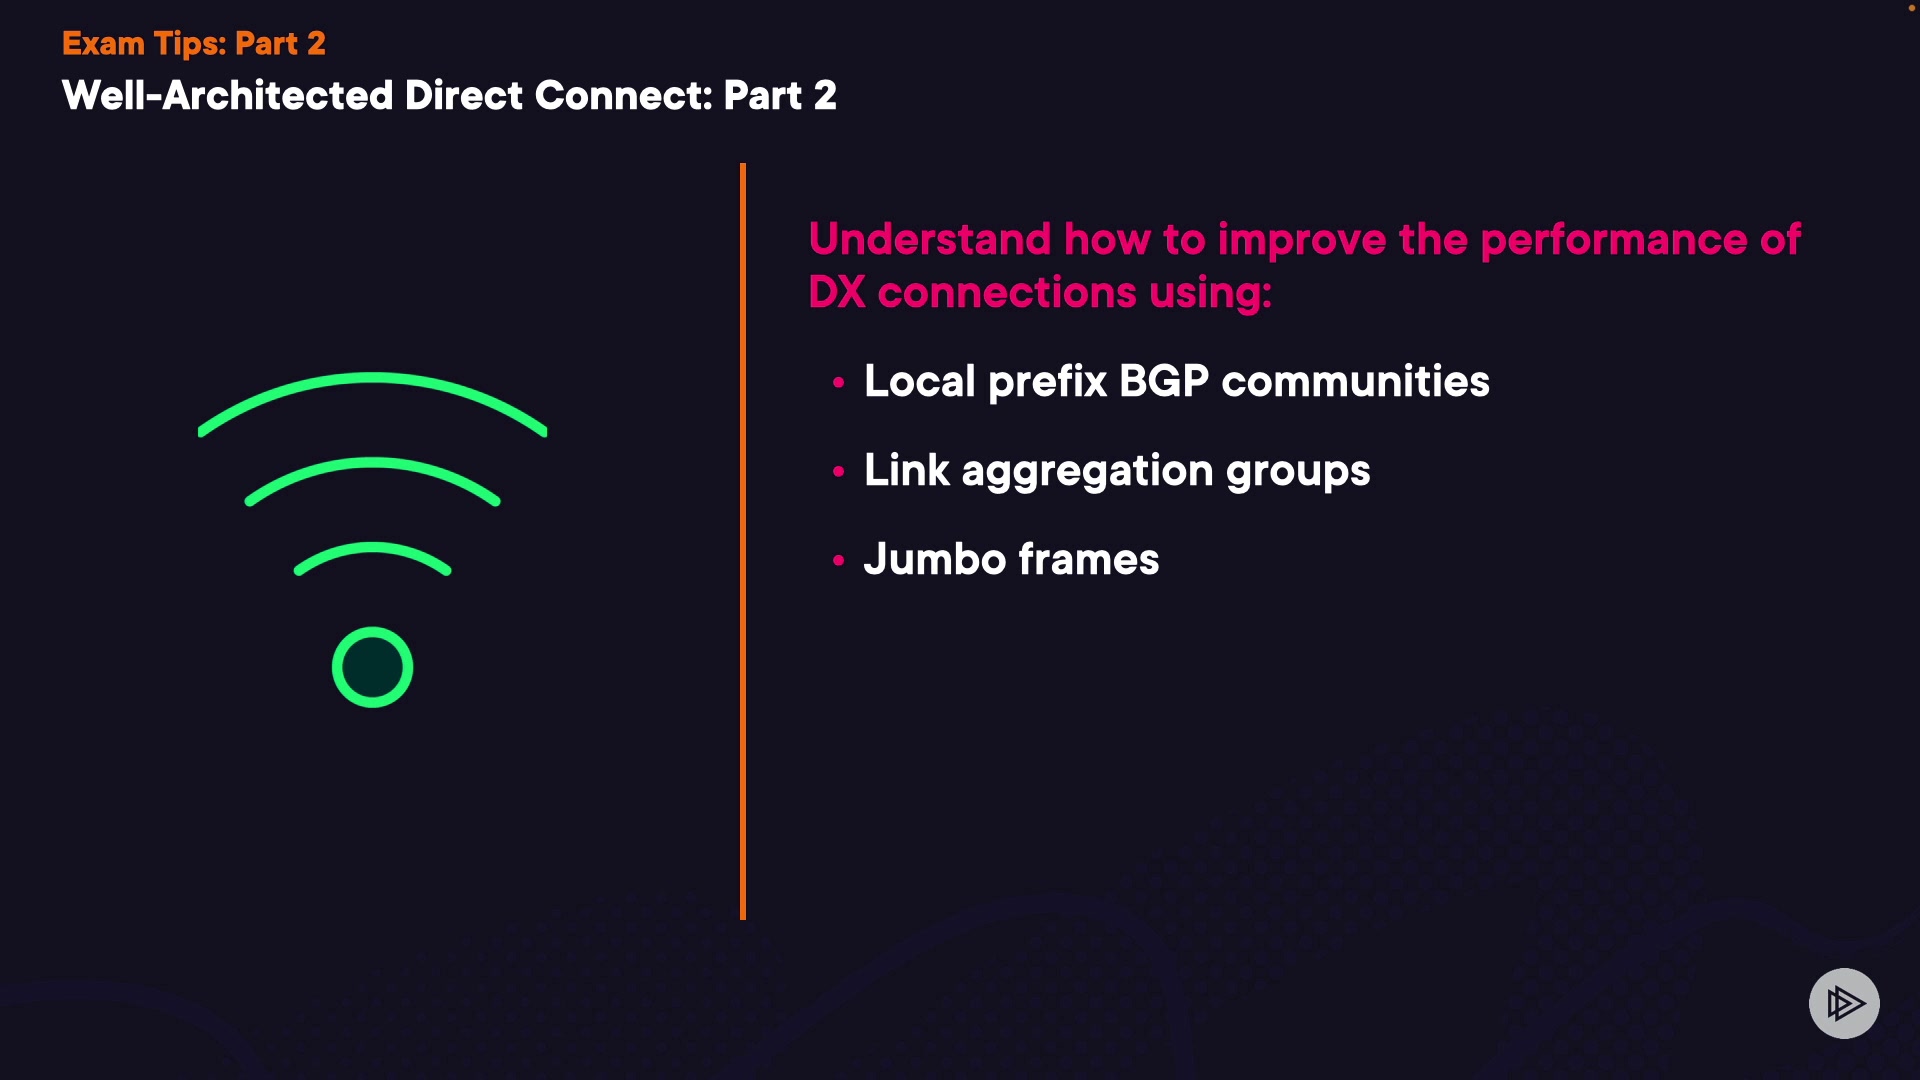 Exam Tips: Part 2
Well-Architected Direct Connect: Part 2
Understand how to improve the performance of
DX connections using:
• Local prefix BGP communities
• Link aggregation groups
• Jumbo frames